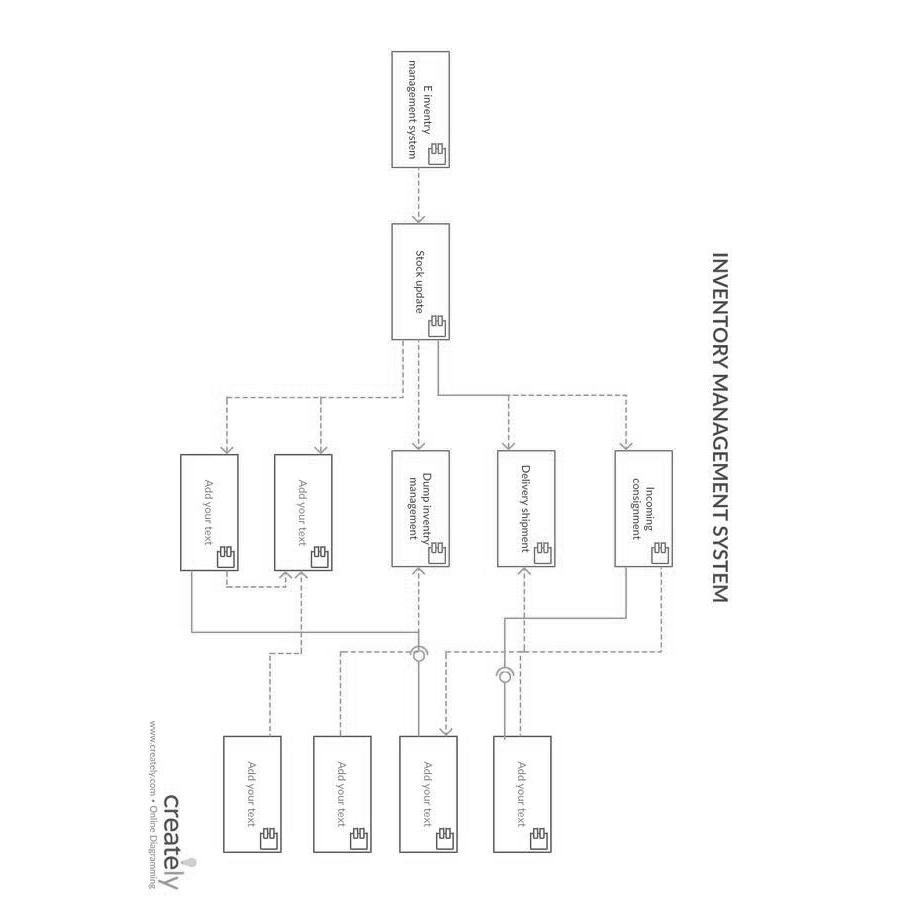 INVENTORY MANAGEMENT SYSTEM
E inventry
management system
Stock update
Incoming
consignment
Delivery shipment
Dump inventry
management
Add your text
Add your text
Add your text
Add your text
Add your text
Add your text
creately
www.creately.com • Online Diagramming